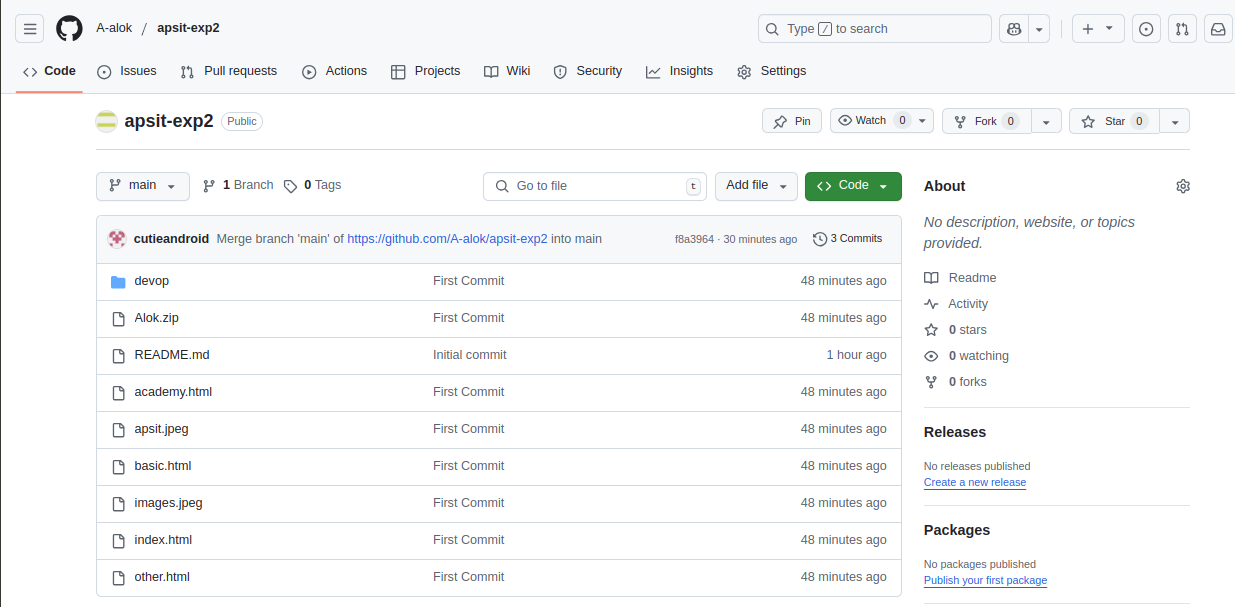 A-alok / apsit-exp2 Type / to search
Code Issues Pull requests Actions Projects Wiki Security Insights Settings
apsit-exp2 Public Pin Watch 0 Fork 0 Star 0
main 1 Branch 0 Tags Go to file t Add file Code
cutieandroid Merge branch 'main' of https://github.com/A-alok/apsit-exp2 into main f8a3964 · 30 minutes ago 3 Commits
devop First Commit 48 minutes ago
Alok.zip First Commit 48 minutes ago
README.md Initial commit 1 hour ago
academy.html First Commit 48 minutes ago
apsit.jpeg First Commit 48 minutes ago
basic.html First Commit 48 minutes ago
images.jpeg First Commit 48 minutes ago
index.html First Commit 48 minutes ago
other.html First Commit 48 minutes ago
About
No description, website, or topics
provided.
Readme
Activity
0 stars
0 watching
0 forks
Releases
No releases published
Create a new release
Packages
No packages published
Publish your first package